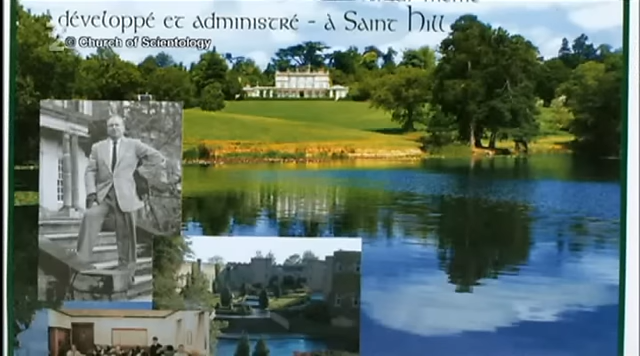 développé et administré – à Saint Hill
© Church of Scientology